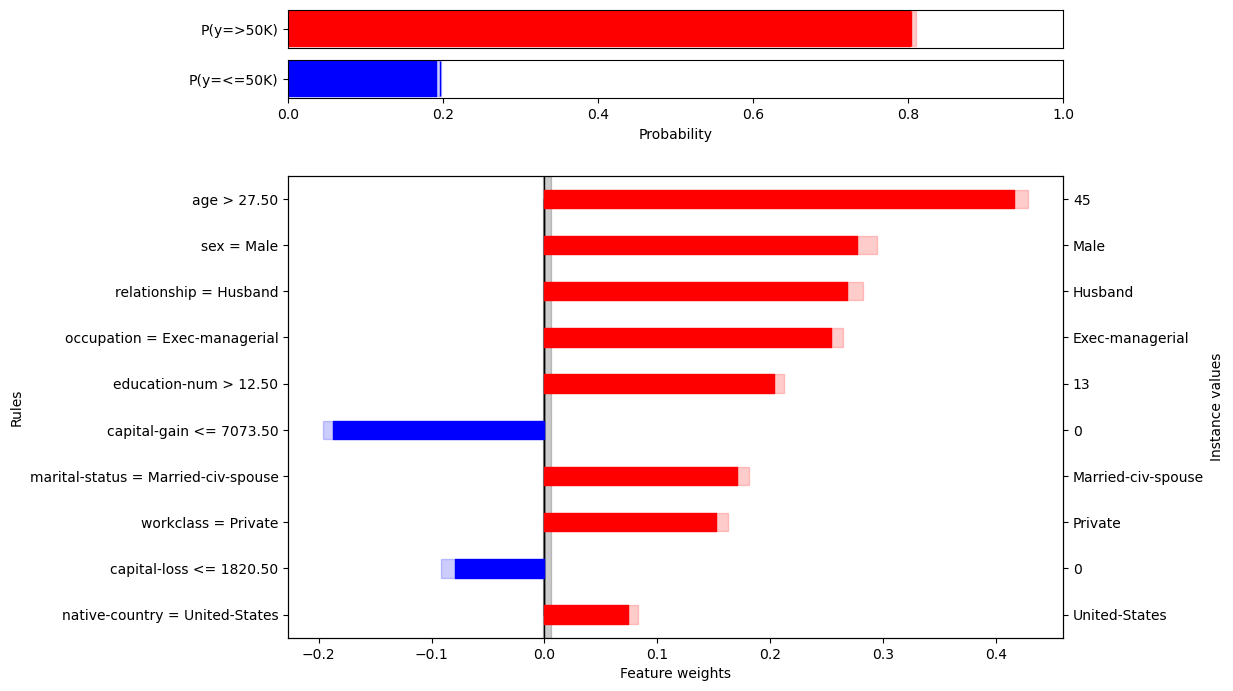 P(y=>50K)
P(y=<=50K)
0.0 0.2 0.4 0.6 0.8 1.0
Probability
age > 27.50 45
sex = Male Male
relationship = Husband Husband
occupation = Exec-managerial Exec-managerial
education-num > 12.50 13
capital-gain <= 7073.50 0
marital-status = Married-civ-spouse Married-civ-spouse
workclass = Private Private
capital-loss <= 1820.50 0
native-country = United-States United-States
Rules
Instance values
−0.2 −0.1 0.0 0.1 0.2 0.3 0.4
Feature weights